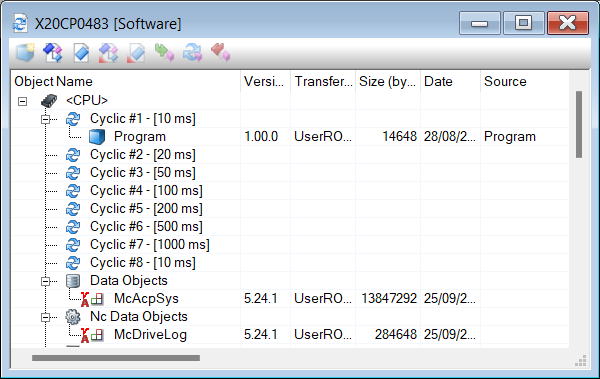 X20CP0483 [Software]
Object Name Versi... Transfer... Size (by... Date Source
<CPU>
Cyclic #1 - [10 ms]
Program 1.00.0 UserRO... 14648 28/08/2... Program
Cyclic #2 - [20 ms]
Cyclic #3 - [50 ms]
Cyclic #4 - [100 ms]
Cyclic #5 - [200 ms]
Cyclic #6 - [500 ms]
Cyclic #7 - [1000 ms]
Cyclic #8 - [10 ms]
Data Objects
McAcpSys 5.24.1 UserRO... 13847292 25/09/2...
Nc Data Objects
McDriveLog 5.24.1 UserRO... 284648 25/09/2...